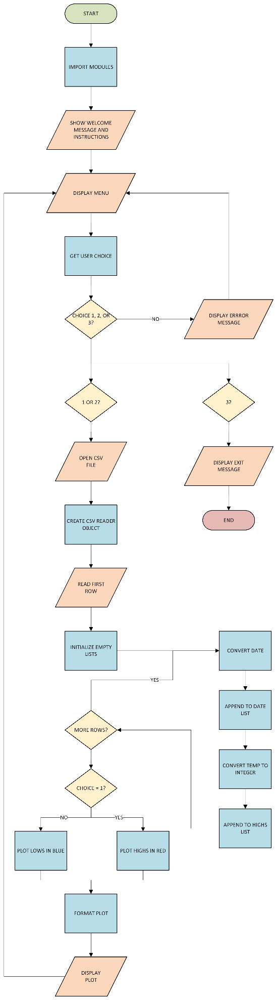 START
IMPORT MODULES
SHOW WELCOME
MESSAGE AND
INSTRUCTIONS
DISPLAY MENU
GET USER CHOICE
CHOICE 1, 2, OR
3?
NO
DISPLAY ERRROR
MESSAGE
1 OR 2?
3?
OPEN CSV
FILE
DISPLAY EXIT
MESSAGE
CREATE CSV READER
OBJECT
END
READ FIRST
ROW
INITIALIZE EMPTY
LISTS
CONVERT DATE
YES
APPEND TO DATE
LIST
MORE ROWS?
CONVERT TEMP TO
INTEGER
CHOICE = 1?
APPEND TO HIGHS
LIST
NO
YES
PLOT LOWS IN BLUE
PLOT HIGHS IN RED
FORMAT PLOT
DISPLAY
PLOT